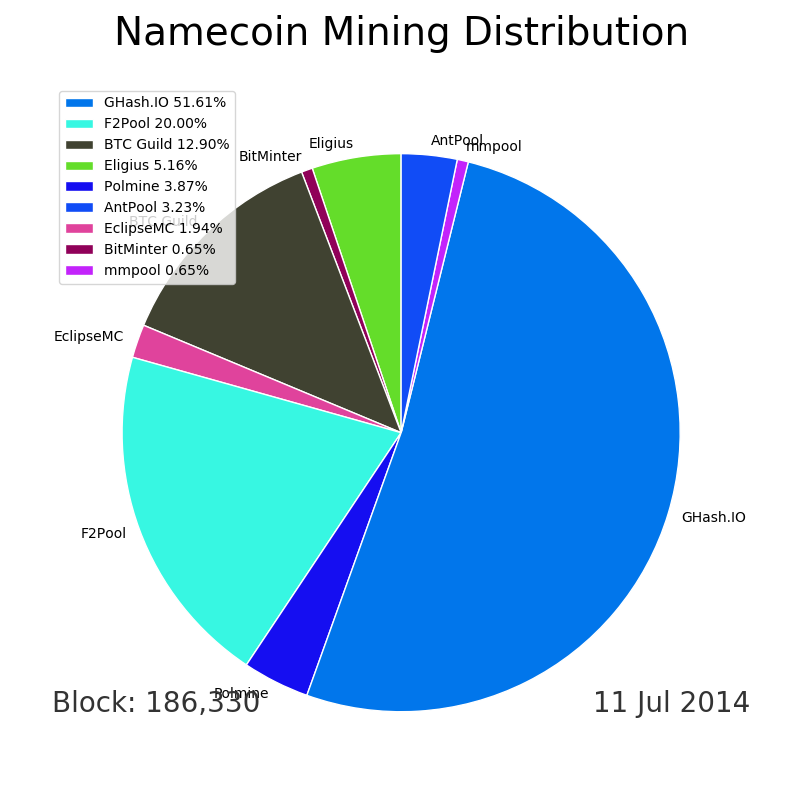 Namecoin Mining Distribution
GHash.IO 51.61%
F2Pool 20.00%
BTC Guild 12.90%
Eligius 5.16%
Polmine 3.87%
AntPool 3.23%
EclipseMC 1.94%
BitMinter 0.65%
mmpool 0.65%
AntPool
mmpool
Eligius
BitMinter
BTC Guild
EclipseMC
GHash.IO
F2Pool
Polmine
Block: 186,330
11 Jul 2014